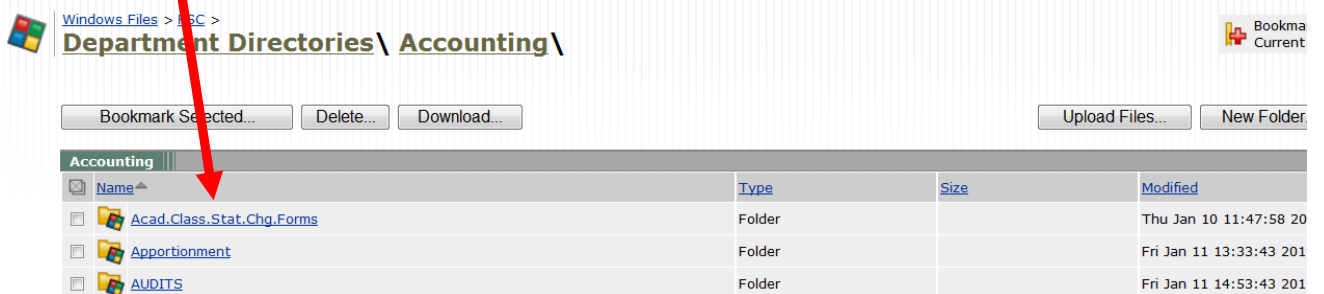 Windows Files > FSC >
Department Directories\ Accounting\
Current
Bookmark Selected... Delete... Download... Upload Files... New Folder
Accounting
Name Type Size Modified
Acad.Class.Stat.Chg.Forms Folder Thu Jan 10 11:47:58 20
Apportionment Folder Fri Jan 11 13:33:43 201
AUDITS Folder Fri Jan 11 14:53:43 201